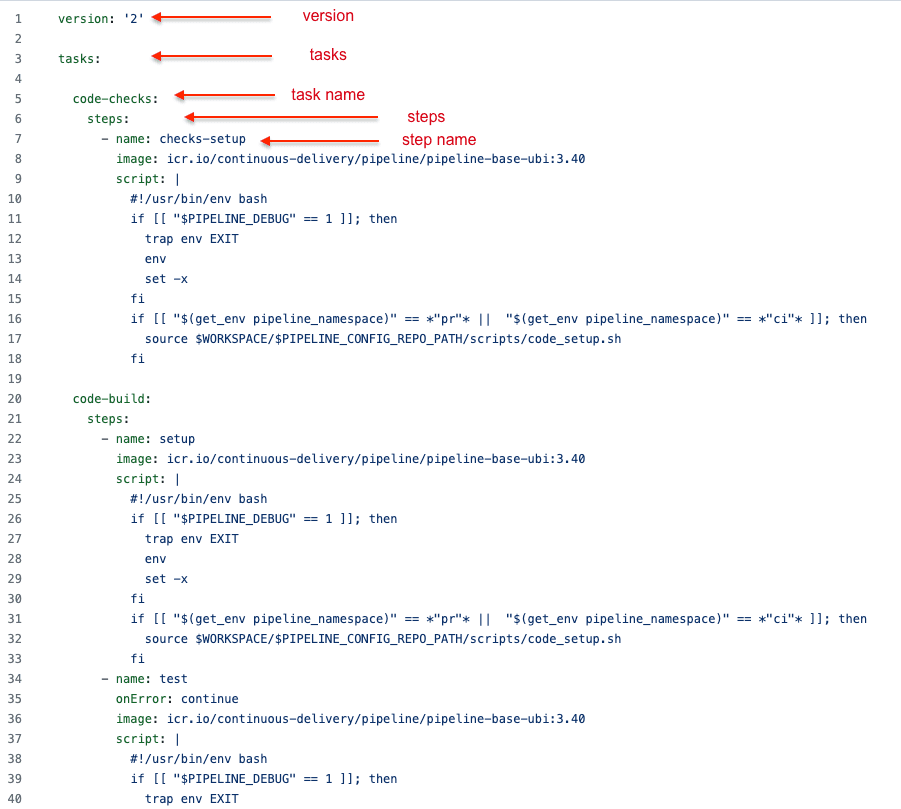 1 version: '2' version
2
3 tasks: tasks
4
5 code-checks: task name
6 steps: steps
7 - name: checks-setup step name
8 image: icr.io/continuous-delivery/pipeline/pipeline-base-ubi:3.40
9 script: |
10 #!/usr/bin/env bash
11 if [[ "$PIPELINE_DEBUG" == 1 ]]; then
12 trap env EXIT
13 env
14 set -x
15 fi
16 if [[ "$(get_env pipeline_namespace)" == *"pr"* ||  "$(get_env pipeline_namespace)" == *"ci"* ]]; then
17 source $WORKSPACE/$PIPELINE_CONFIG_REPO_PATH/scripts/code_setup.sh
18 fi
19
20 code-build:
21 steps:
22 - name: setup
23 image: icr.io/continuous-delivery/pipeline/pipeline-base-ubi:3.40
24 script: |
25 #!/usr/bin/env bash
26 if [[ "$PIPELINE_DEBUG" == 1 ]]; then
27 trap env EXIT
28 env
29 set -x
30 fi
31 if [[ "$(get_env pipeline_namespace)" == *"pr"* ||  "$(get_env pipeline_namespace)" == *"ci"* ]]; then
32 source $WORKSPACE/$PIPELINE_CONFIG_REPO_PATH/scripts/code_setup.sh
33 fi
34 - name: test
35 onError: continue
36 image: icr.io/continuous-delivery/pipeline/pipeline-base-ubi:3.40
37 script: |
38 #!/usr/bin/env bash
39 if [[ "$PIPELINE_DEBUG" == 1 ]]; then
40 trap env EXIT